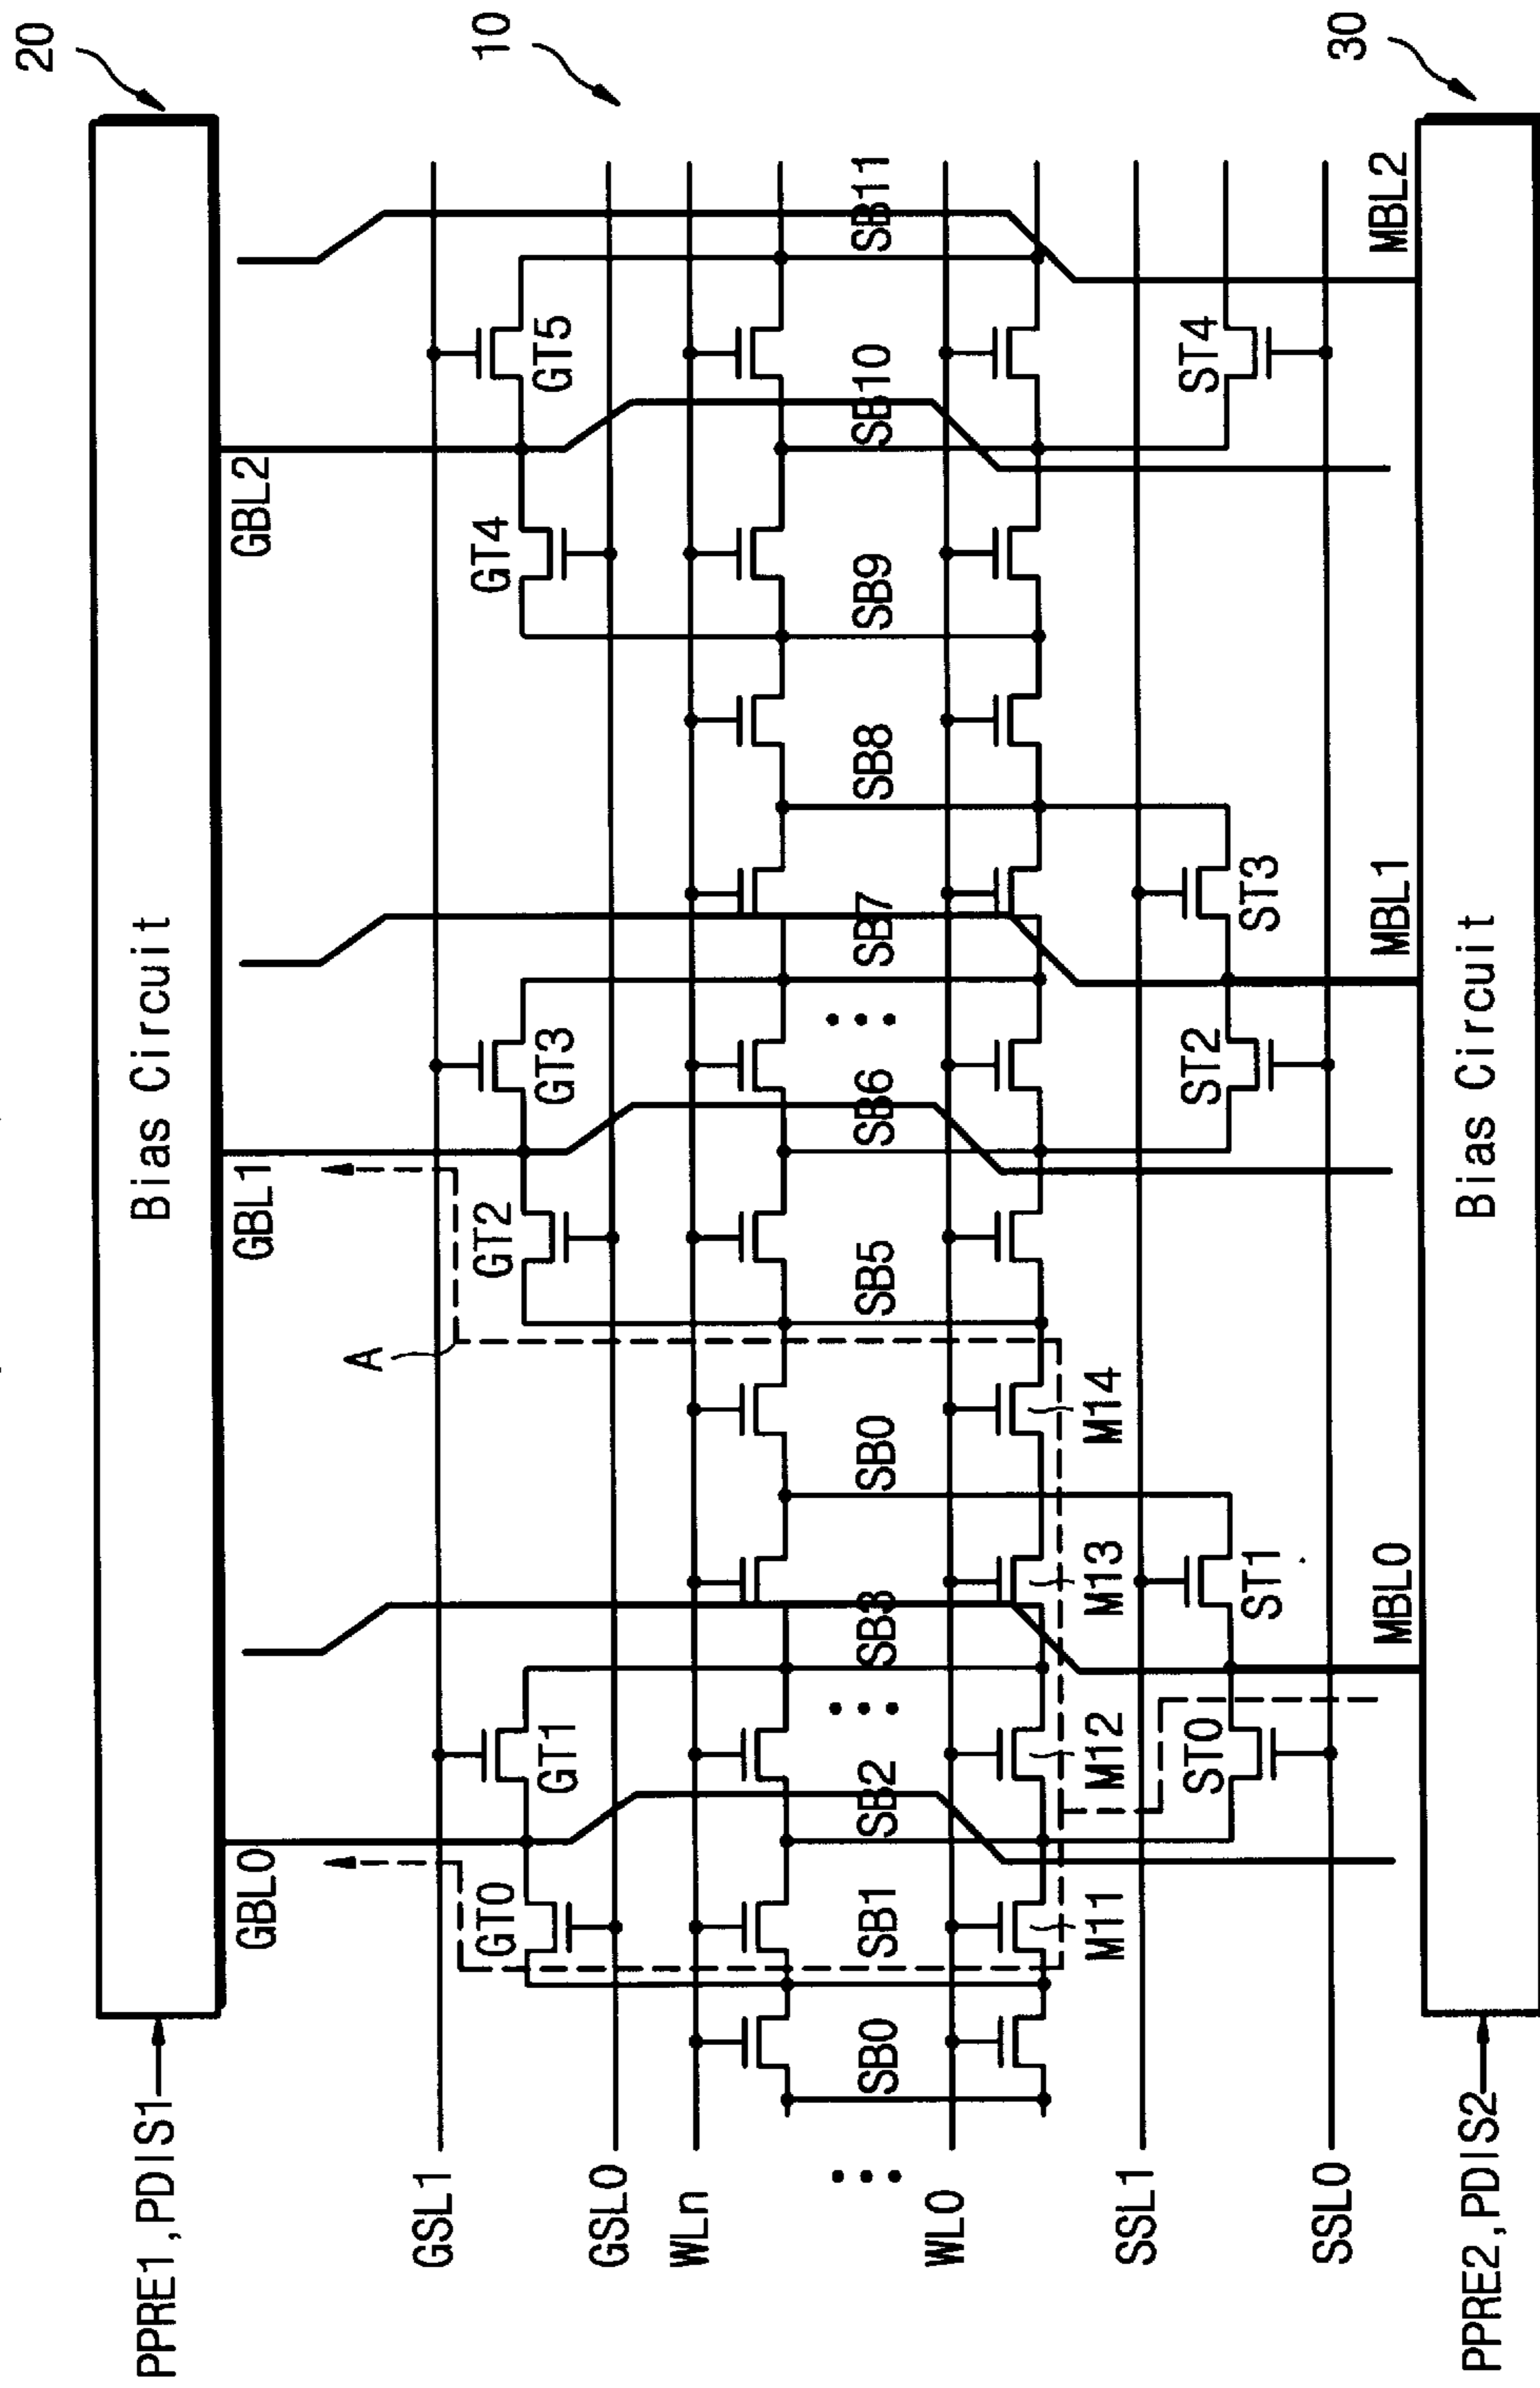 20
PPRE1,PDIS1
Bias Circuit
10
GBL0
GBL1
GBL2
GSL1
GT0
GT1
A
GT2
GT3
GT4
GT5
GSL0
WLn
SB0
SB1
SB2
SB3
SB0
SB5
SB6
SB7
SB8
SB9
SB10
SB11
WL0
M11
M12
M13
M14
SSL1
ST0
ST1
ST2
ST3
ST4
SSL0
MBL0
MBL1
MBL2
30
PPRE2,PDIS2
Bias Circuit